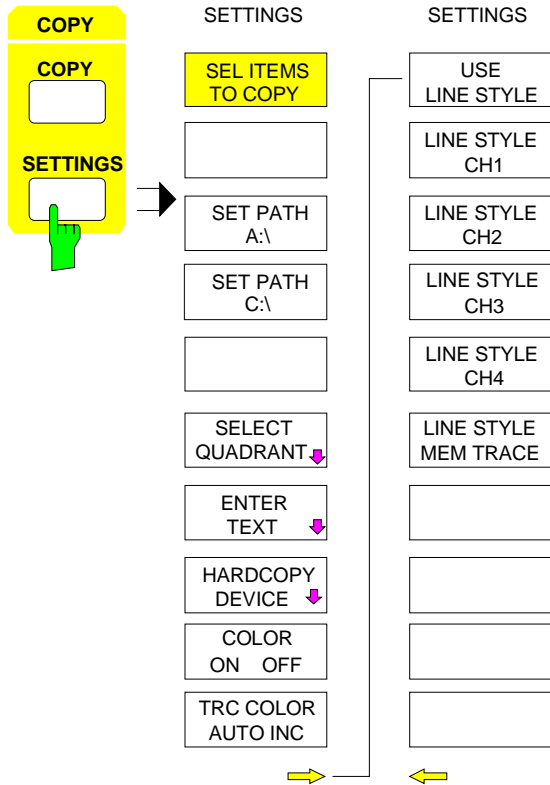 COPY
COPY
SETTINGS
SETTINGS
SEL ITEMS
TO COPY
SET PATH
A:\
SET PATH
C:\
SELECT
QUADRANT
ENTER
TEXT
HARDCOPY
DEVICE
COLOR
ON OFF
TRC COLOR
AUTO INC
SETTINGS
USE
LINE STYLE
LINE STYLE
CH1
LINE STYLE
CH2
LINE STYLE
CH3
LINE STYLE
CH4
LINE STYLE
MEM TRACE